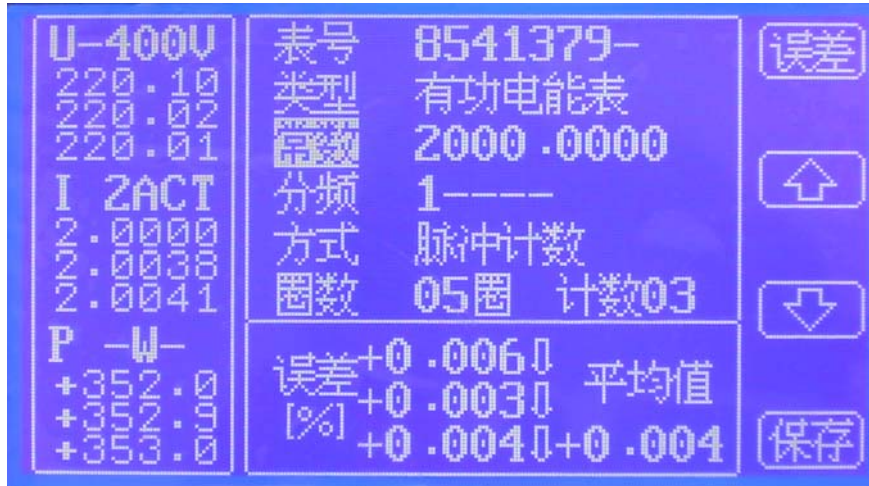 U-400V
220.10
220.02
220.01
I 2ACT
2.0000
2.0038
2.0041
P -W-
+352.0
+352.9
+353.0
表号 8541379-
类型 有功电能表
常数 2000.0000
分频 1----
方式 脉冲计数
圈数 05圈 计数03
误差[%] 平均值
+0.006⇩
+0.003⇩
+0.004⇩+0.004
误差
保存